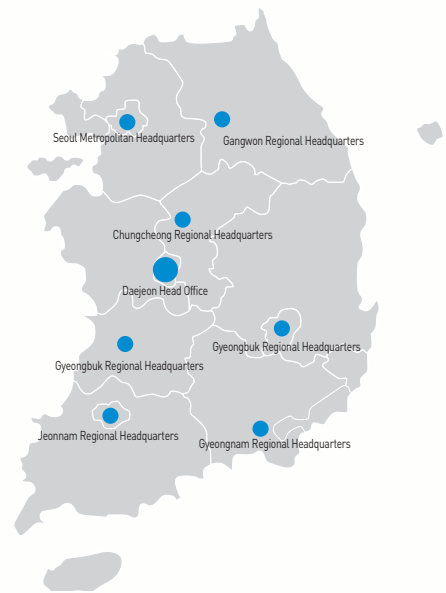 Seoul Metropolitan Headquarters
Gangwon Regional Headquarters
Chungcheong Regional Headquarters
Daejeon Head Office
Gyeongbuk Regional Headquarters
Gyeongbuk Regional Headquarters
Jeonnam Regional Headquarters
Gyeongnam Regional Headquarters